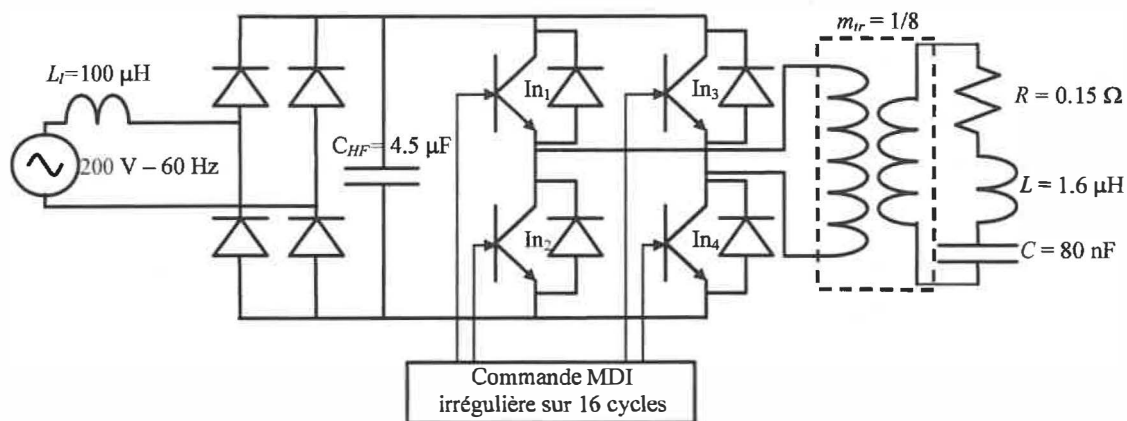 m_tr = 1/8
L_l=100 µH
In₁
In₃
R = 0.15 Ω
C_HF= 4.5 µF
200 V – 60 Hz
L = 1.6 µH
In₂
In₄
C = 80 nF
Commande MDI
irrégulière sur 16 cycles